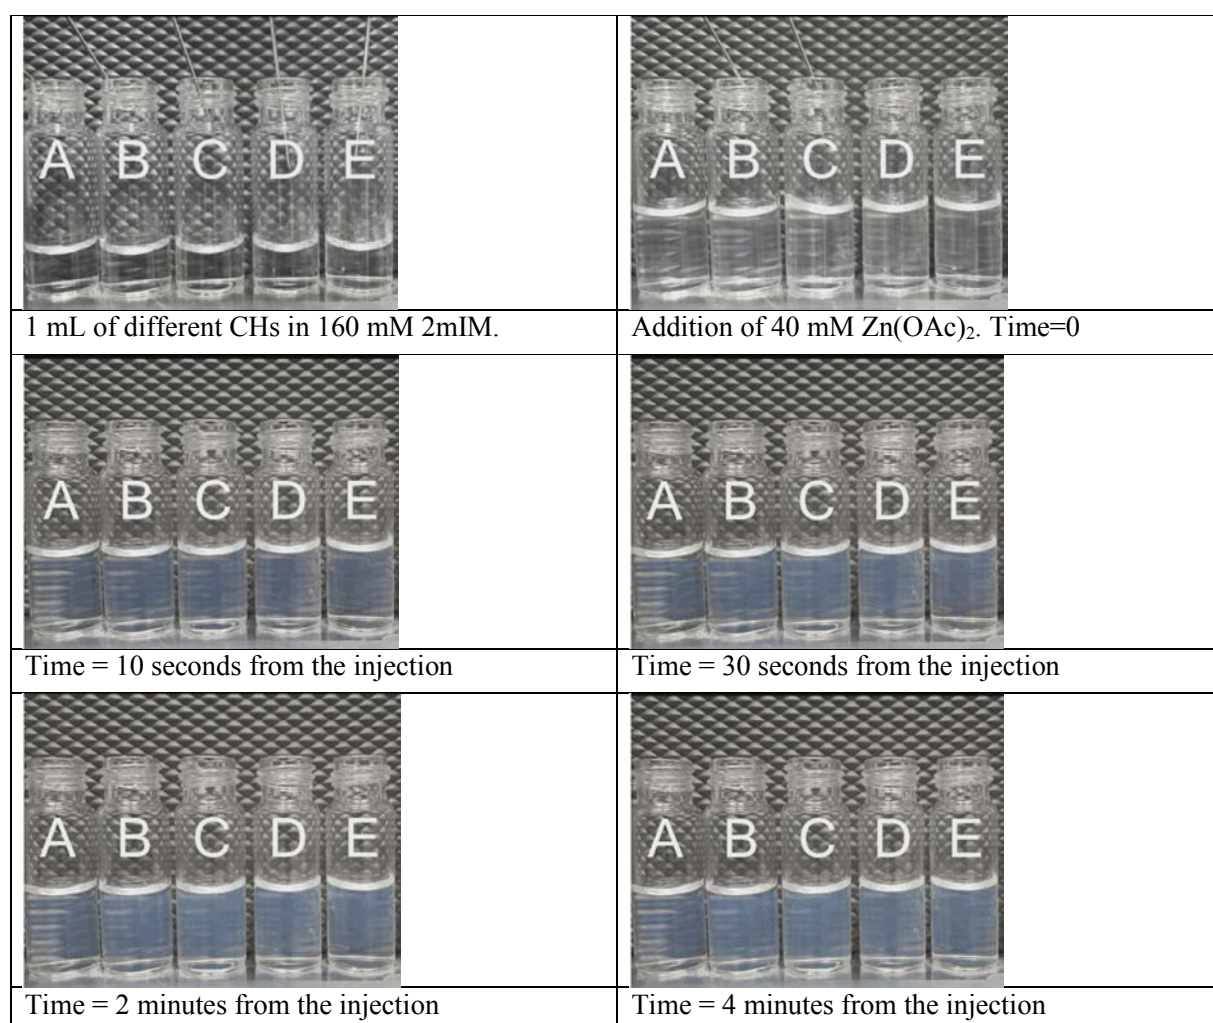 A B C D E
A B C D E
1 mL of different CHs in 160 mM 2mIM.
Addition of 40 mM Zn(OAc)₂. Time=0
A B C D E
A B C D E
Time = 10 seconds from the injection
Time = 30 seconds from the injection
A B C D E
A B C D E
Time = 2 minutes from the injection
Time = 4 minutes from the injection